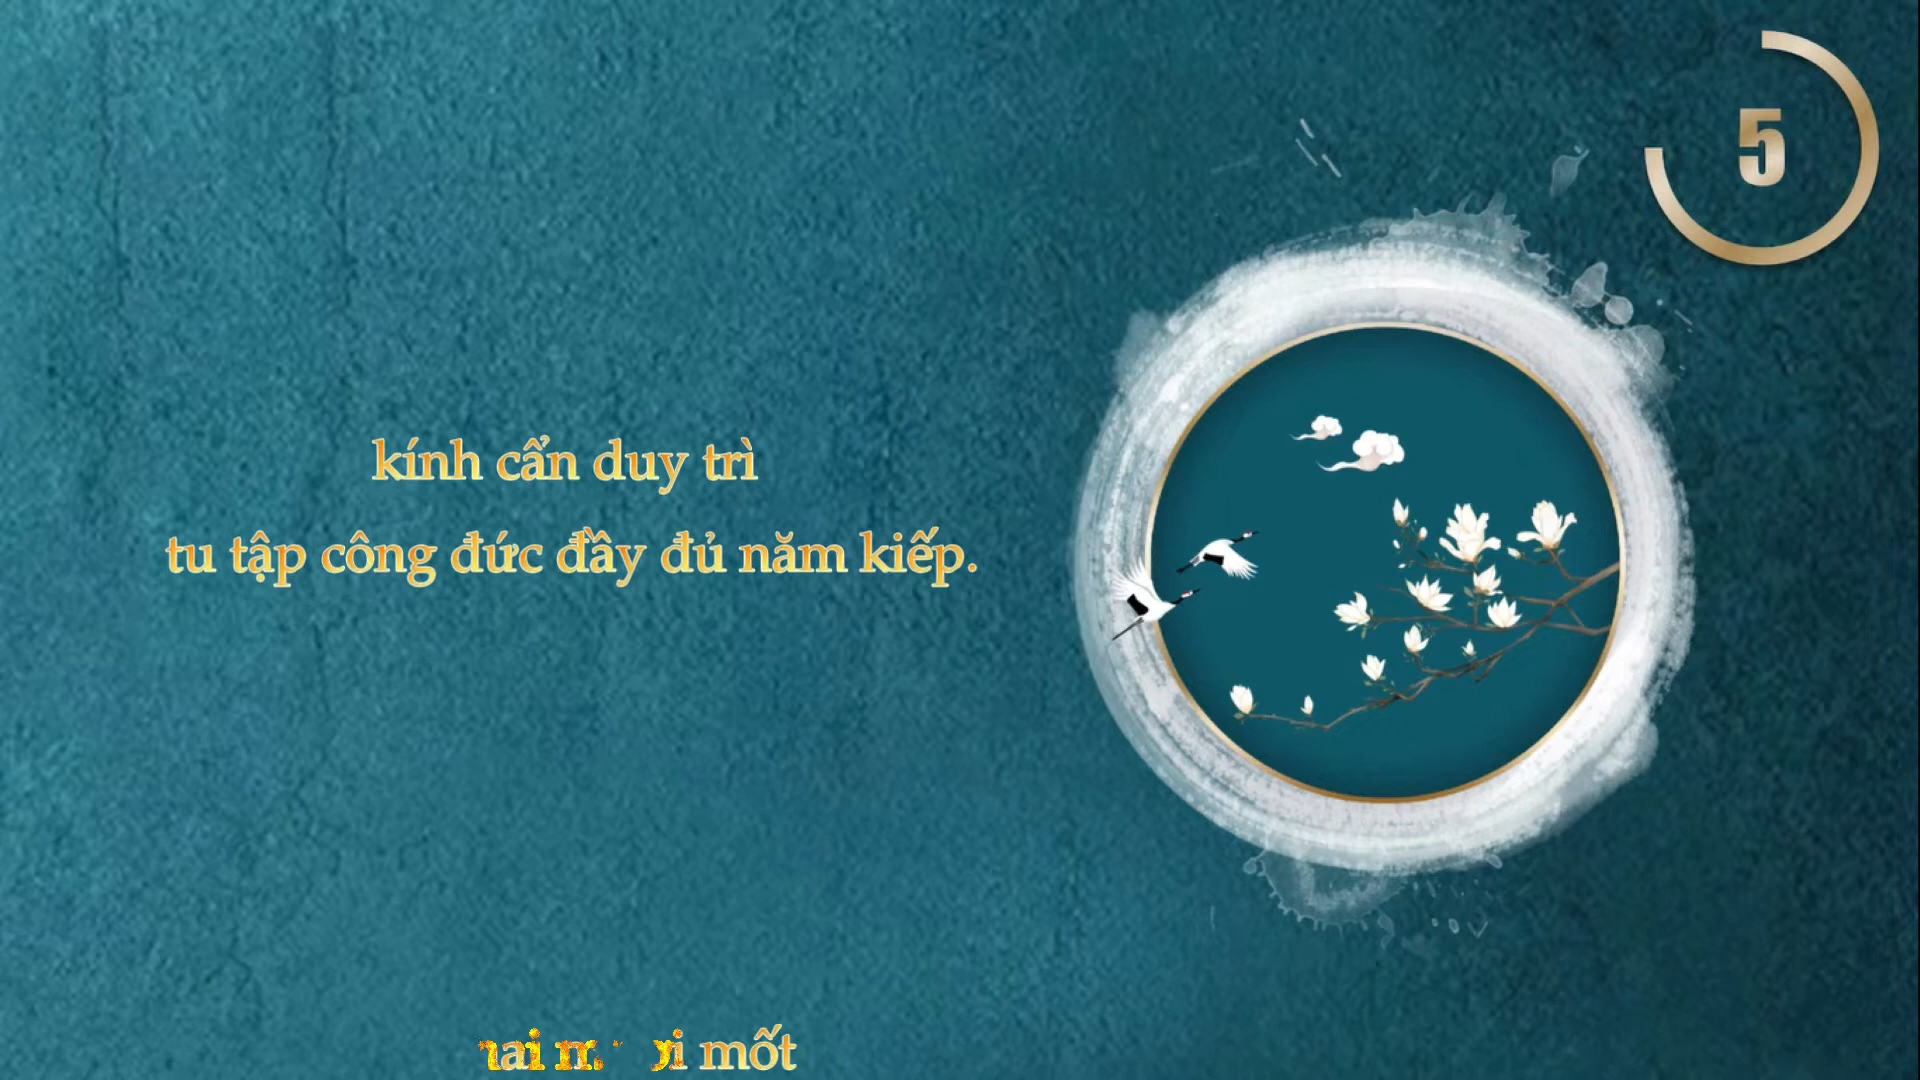 5
kính cẩn duy trì
tu tập công đức đầy đủ năm kiếp.
mốt